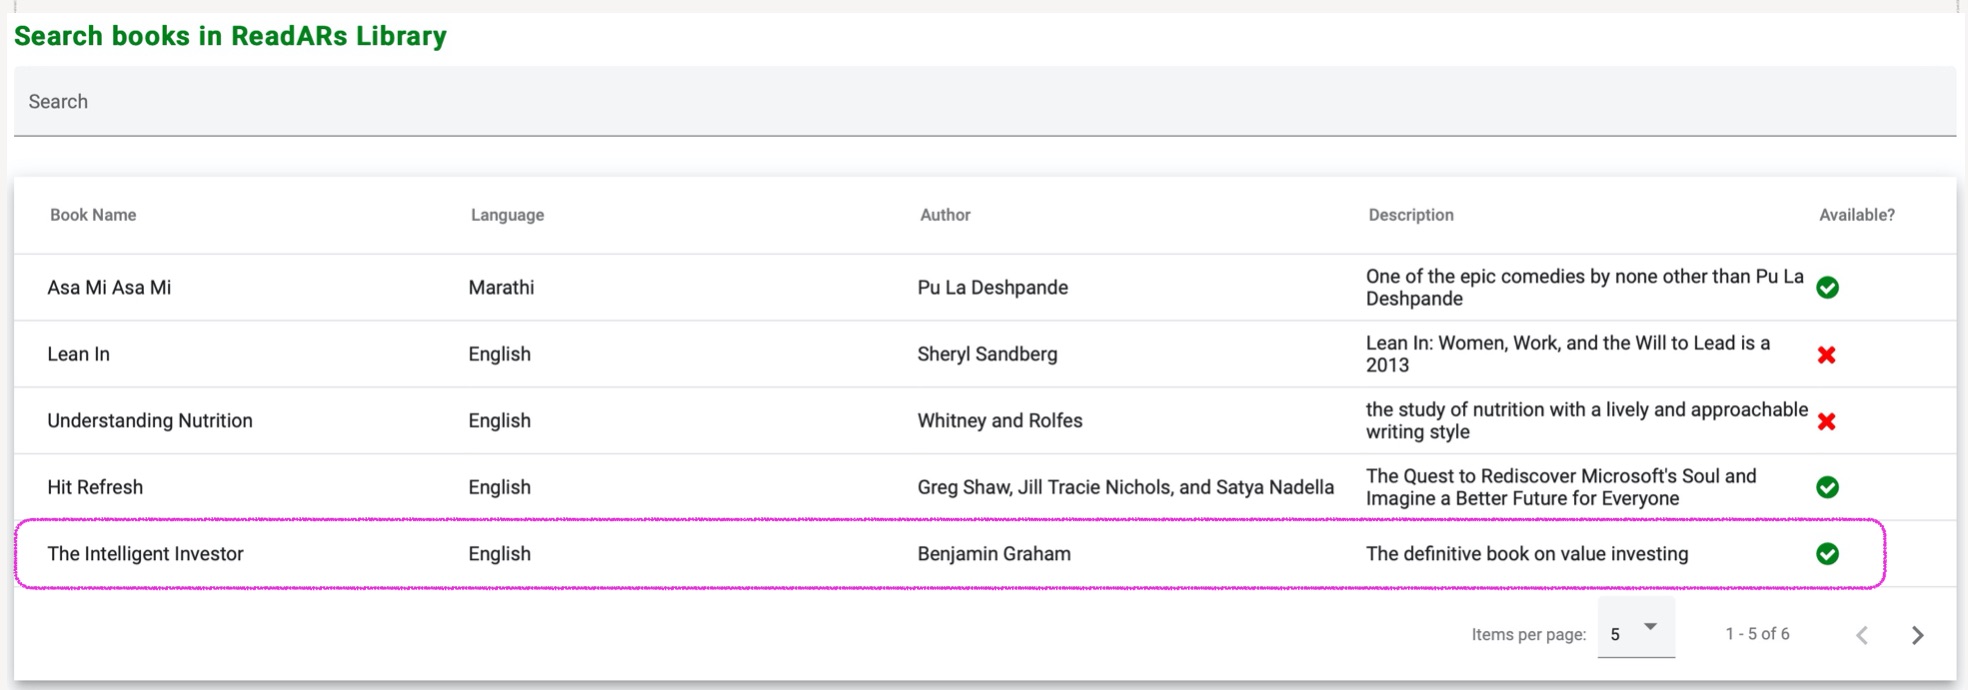 Search books in ReadARs Library
Search
Book Name Language Author Description Available?
Asa Mi Asa Mi Marathi Pu La Deshpande One of the epic comedies by none other than Pu La
Deshpande
Lean In English Sheryl Sandberg Lean In: Women, Work, and the Will to Lead is a
2013
Understanding Nutrition English Whitney and Rolfes the study of nutrition with a lively and approachable
writing style
Hit Refresh English Greg Shaw, Jill Tracie Nichols, and Satya Nadella The Quest to Rediscover Microsoft's Soul and
Imagine a Better Future for Everyone
The Intelligent Investor English Benjamin Graham The definitive book on value investing
Items per page: 5 1 - 5 of 6